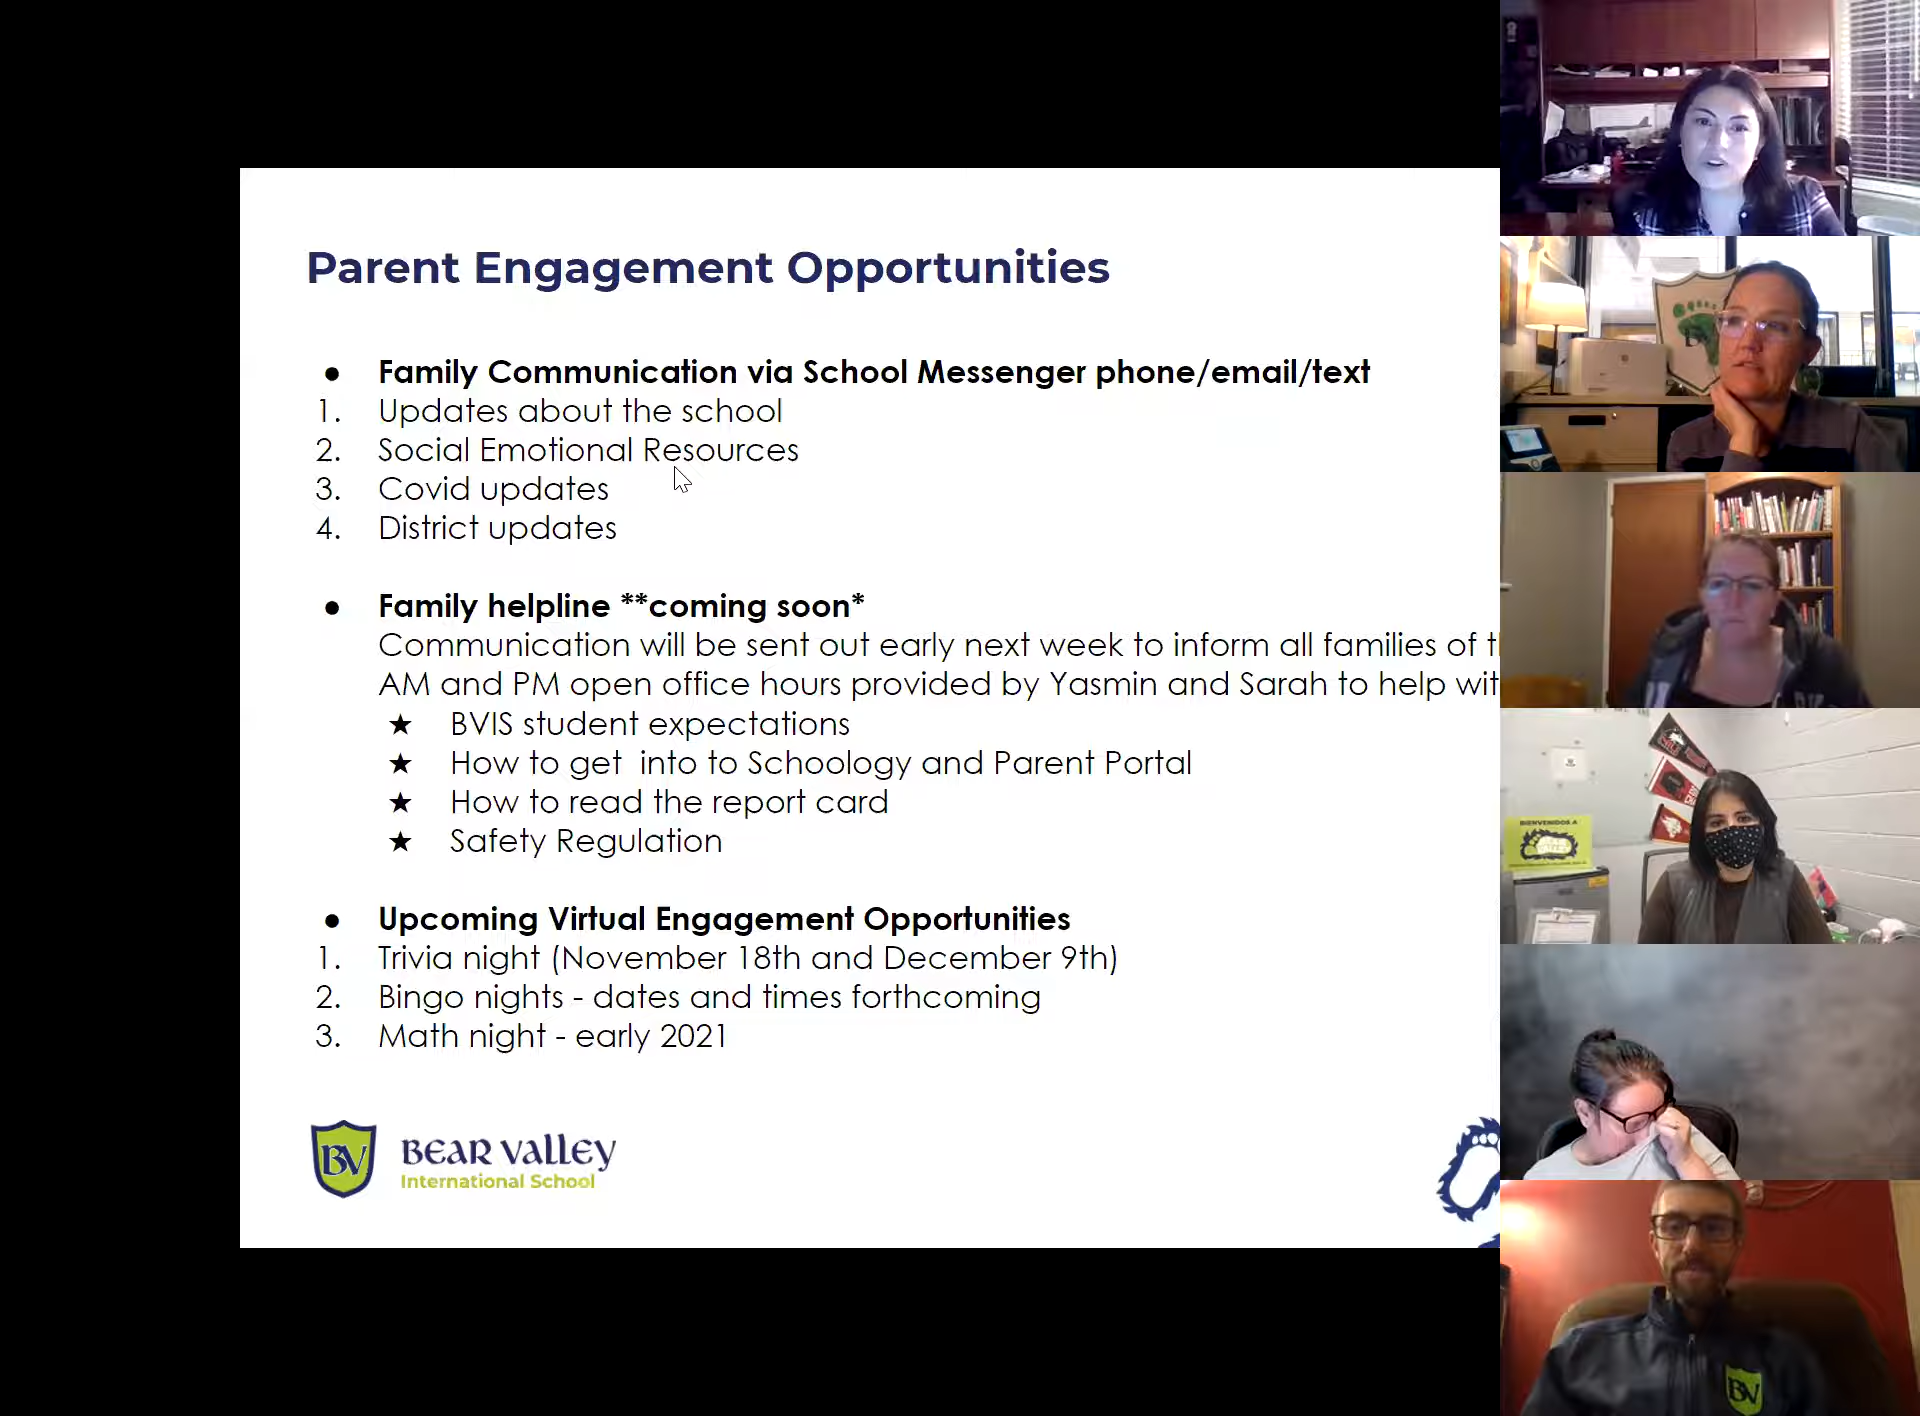 Parent Engagement Opportunities
● Family Communication via School Messenger phone/email/text
1. Updates about the school
2. Social Emotional Resources
3. Covid updates
4. District updates
● Family helpline **coming soon*
Communication will be sent out early next week to inform all families of
AM and PM open office hours provided by Yasmin and Sarah to help
★ BVIS student expectations
★ How to get  into to Schoology and Parent Portal
★ How to read the report card
★ Safety Regulation
● Upcoming Virtual Engagement Opportunities
1. Trivia night (November 18th and December 9th)
2. Bingo nights - dates and times forthcoming
3. Math night - early 2021
BV
BEAR VALLEY
International School
BIENVENIDOS A
BV